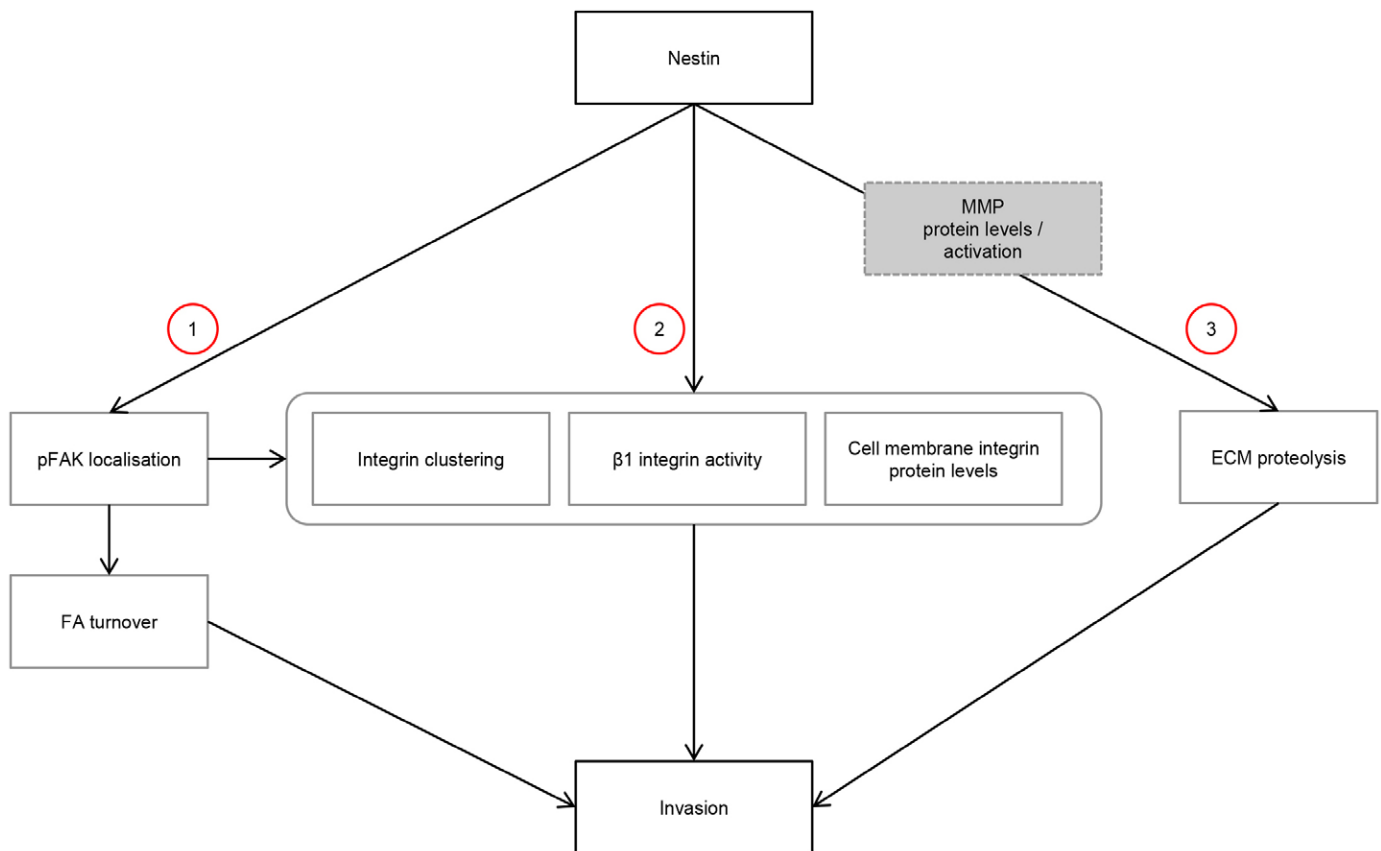 Nestin
MMP
protein levels /
activation
1
2
3
pFAK localisation
Integrin clustering
β1 integrin activity
Cell membrane integrin
protein levels
ECM proteolysis
FA turnover
Invasion